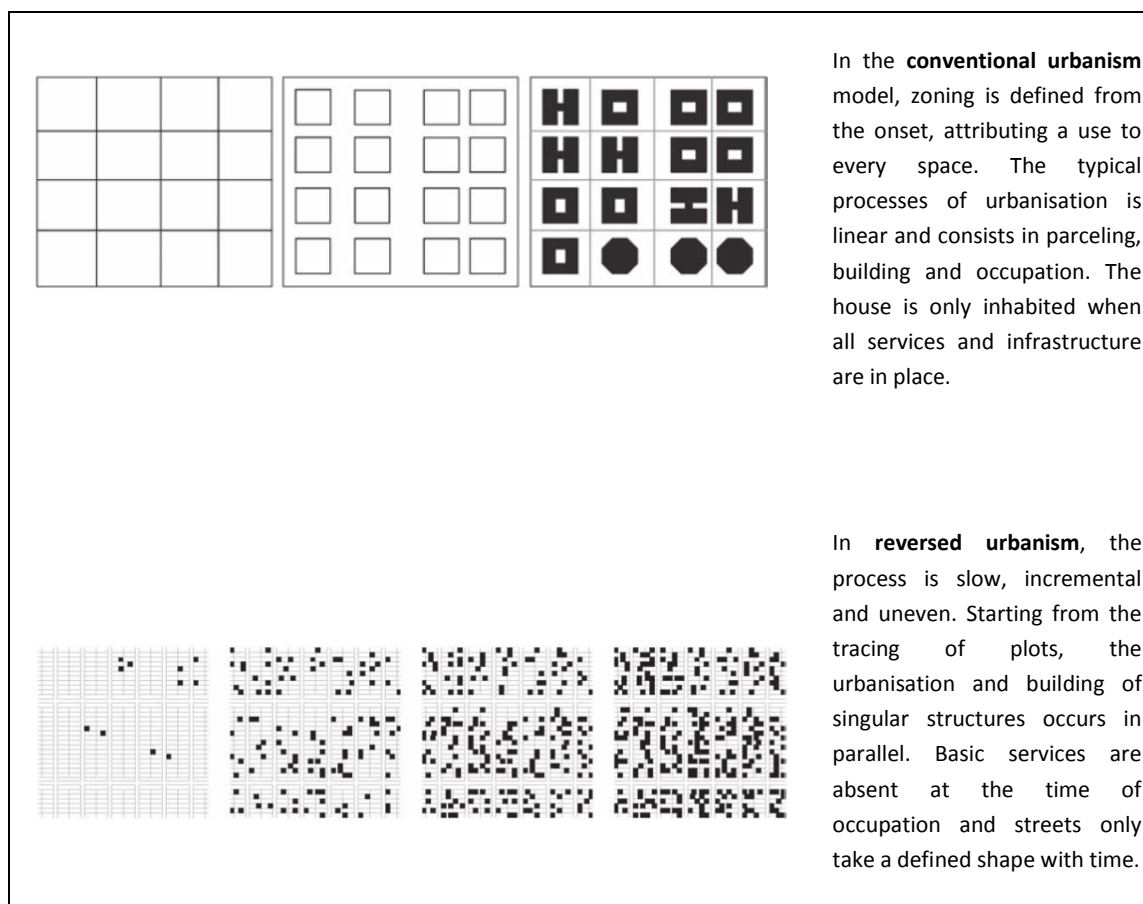 In the conventional urbanism
model, zoning is defined from
the onset, attributing a use to
every space. The typical
processes of urbanisation is
linear and consists in parceling,
building and occupation. The
house is only inhabited when
all services and infrastructure
are in place.
In reversed urbanism, the
process is slow, incremental
and uneven. Starting from the
tracing of plots, the
urbanisation and building of
singular structures occurs in
parallel. Basic services are
absent at the time of
occupation and streets only
take a defined shape with time.